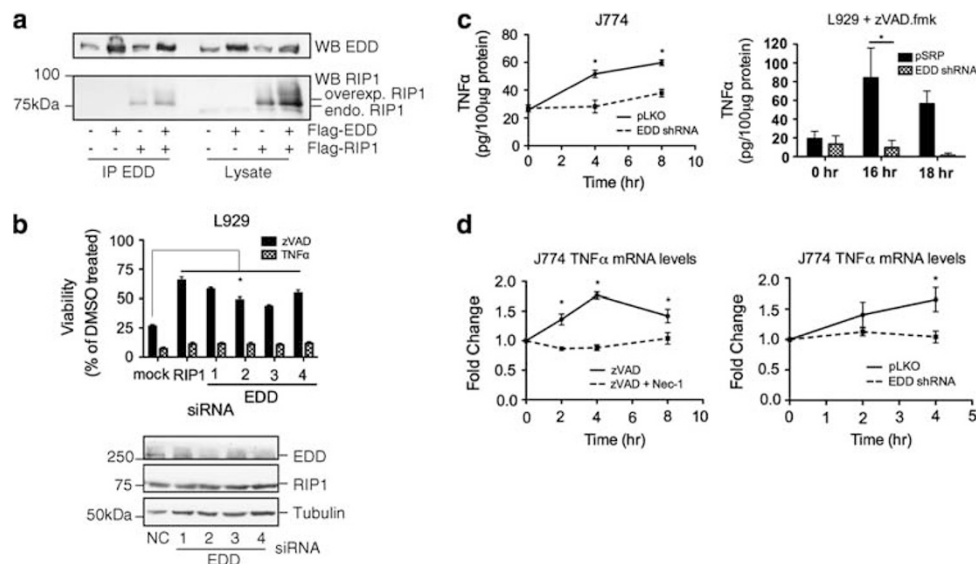 a
WB EDD
100
WB RIP1
overexp. RIP1
75kDa
endo. RIP1
- + - + - + - + Flag-EDD
- - + + - - + + Flag-RIP1
IP EDD Lysate
b
L929
100
75
50
25
0
Viability
(% of DMSO treated)
zVAD
TNFα
*
mock RIP1 1 2 3 4
EDD
siRNA
250 EDD
75 RIP1
50kDa Tubulin
NC 1 2 3 4 siRNA
EDD
c
J774
80
60
40
20
0
TNFα
(pg/100µg protein)
* *
pLKO
EDD shRNA
0 2 4 6 8 10
Time (hr)
L929 + zVAD.fmk
120
100
80
60
40
20
0
TNFα
(pg/100µg protein)
*
pSRP
EDD shRNA
0 hr 16 hr 18 hr
d
J774 TNFα mRNA levels
2.0
1.5
1.0
0.5
0.0
Fold Change
* * *
zVAD
zVAD + Nec-1
0 2 4 6 8 10
Time (hr)
J774 TNFα mRNA levels
2.0
1.5
1.0
0.5
0.0
Fold Change
*
pLKO
EDD shRNA
0 1 2 3 4 5
Time (hr)